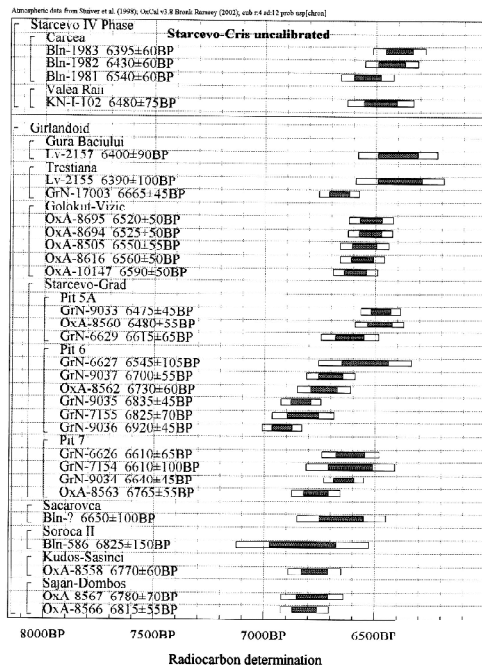 Atmospheric data from Stuiver et al. (1998); OxCal v3.8 Bronk Ramsey (2002); cub r:4 sd:12 prob usp[chron]
Starcevo IV Phase
Starcevo-Cris uncalibrated
Carcea
Bln-1983 6395±60BP
Bln-1982 6430±60BP
Bln-1981 6540±60BP
Valea Raii
KN-I-102 6480±75BP
Girlandoid
Gura Baciului
Lv-2157 6400±90BP
Trestiana
Lv-2155 6390±100BP
GrN-17003 6665±45BP
Golokut-Vizic
OxA-8695 6520±50BP
OxA-8694 6525±50BP
OxA-8505 6550±55BP
OxA-8616 6560±50BP
OxA-10147 6590±50BP
Starcevo-Grad
Pit 5A
GrN-9033 6475±45BP
OxA-8560 6480±55BP
GrN-6629 6615±65BP
Pit 6
GrN-6627 6545±105BP
GrN-9037 6700±55BP
OxA-8562 6730±60BP
GrN-9035 6835±45BP
GrN-7155 6825±70BP
GrN-9036 6920±45BP
Pit 7
GrN-6626 6610±65BP
GrN-7154 6610±100BP
GrN-9034 6640±45BP
OxA-8563 6765±55BP
Sacarovca
Bln-? 6650±100BP
Soroca II
Bln-586 6825±150BP
Kudos-Sasinci
OxA-8558 6770±60BP
Sajan-Dombos
OxA 8567 6780±70BP
OxA-8566 6815±55BP
8000BP 7500BP 7000BP 6500BP
Radiocarbon determination